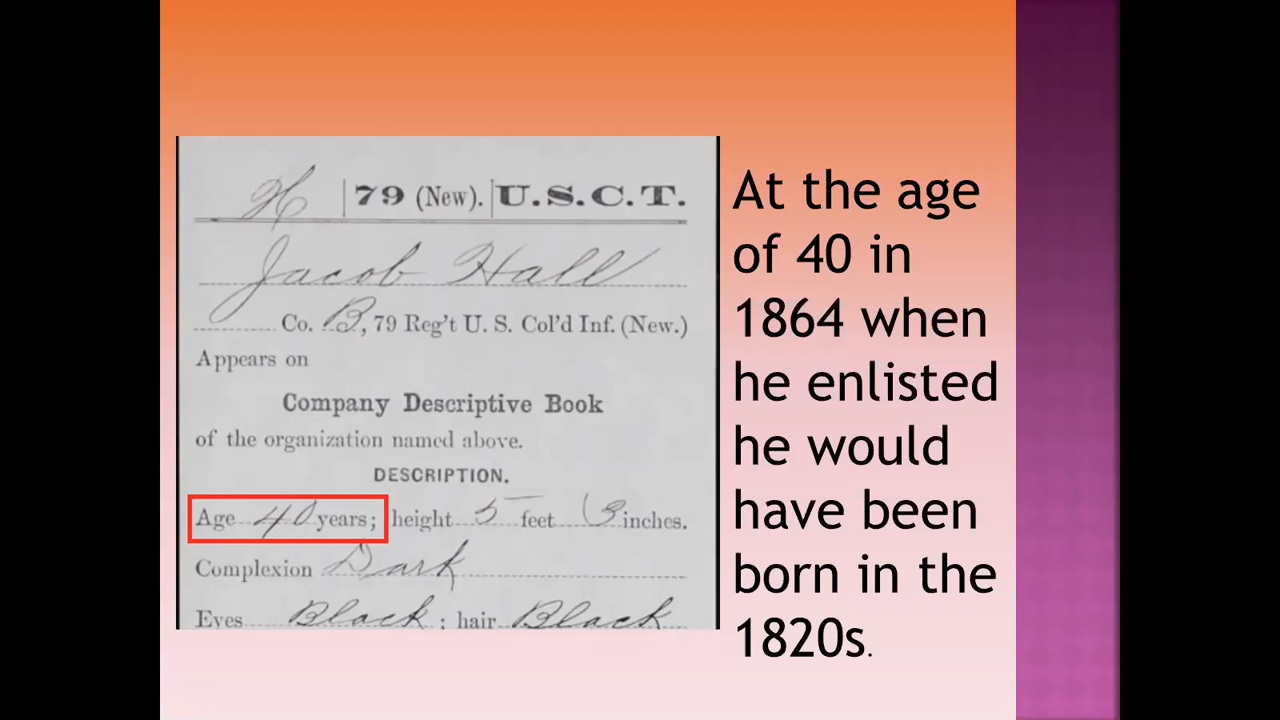 H | 79 (New). | U.S.C.T.
Jacob Hall
Co. B, 79 Reg't U. S. Col'd Inf. (New.)
Appears on
Company Descriptive Book
of the organization named above.
DESCRIPTION.
Age 40 years; height 5 feet 3 inches.
Complexion Dark
Eyes Black; hair Black
At the age
of 40 in
1864 when
he enlisted
he would
have been
born in the
1820s.